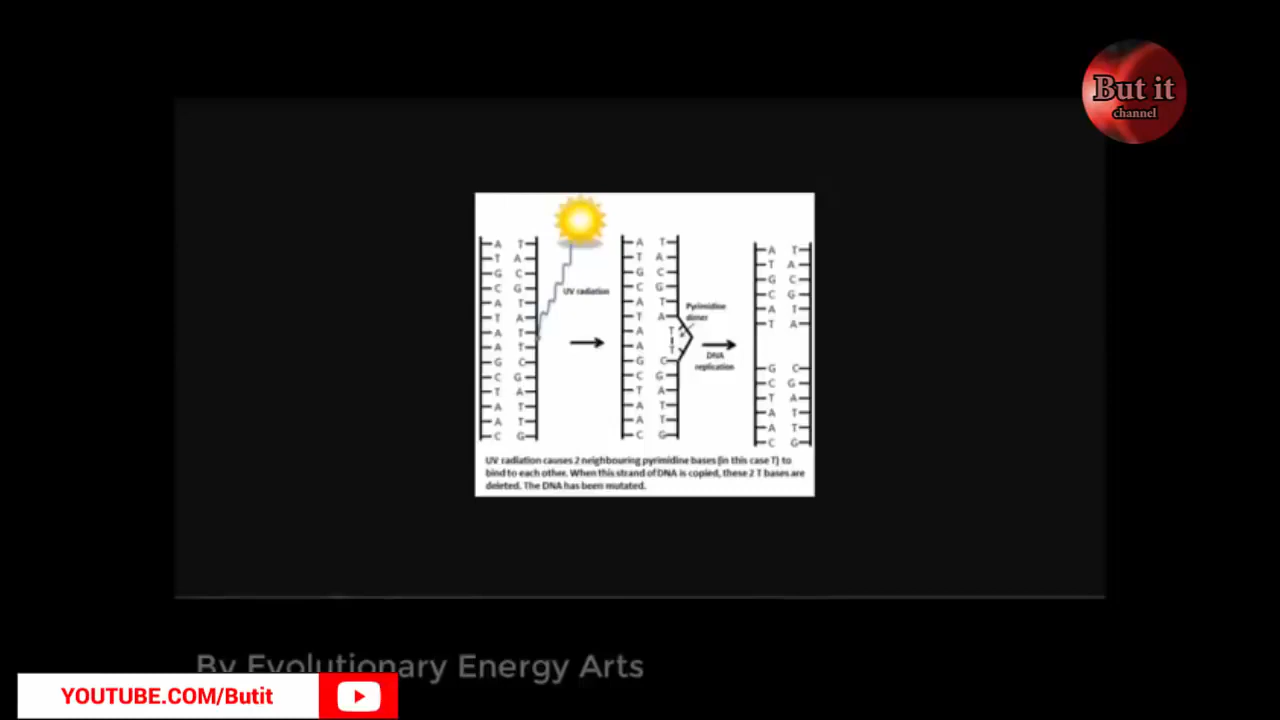 But it
channel
A T A T A T
T A T A T A
G C G C G C
C G C G C G
A T A T A T
T A T A T A
A T A T
A T A T
G C G C G C
C G C G C G
T A T A T A
A T A T A T
A T A T A T
C G C G C G
UV radiation
Pyrimidine
dimer
DNA
replication
UV radiation causes 2 neighbouring pyrimidine bases (in this case T) to
bind to each other. When this strand of DNA is copied, these 2 T bases are
deleted. The DNA has been mutated.
By Evolutionary Energy Arts
YOUTUBE.COM/Butit